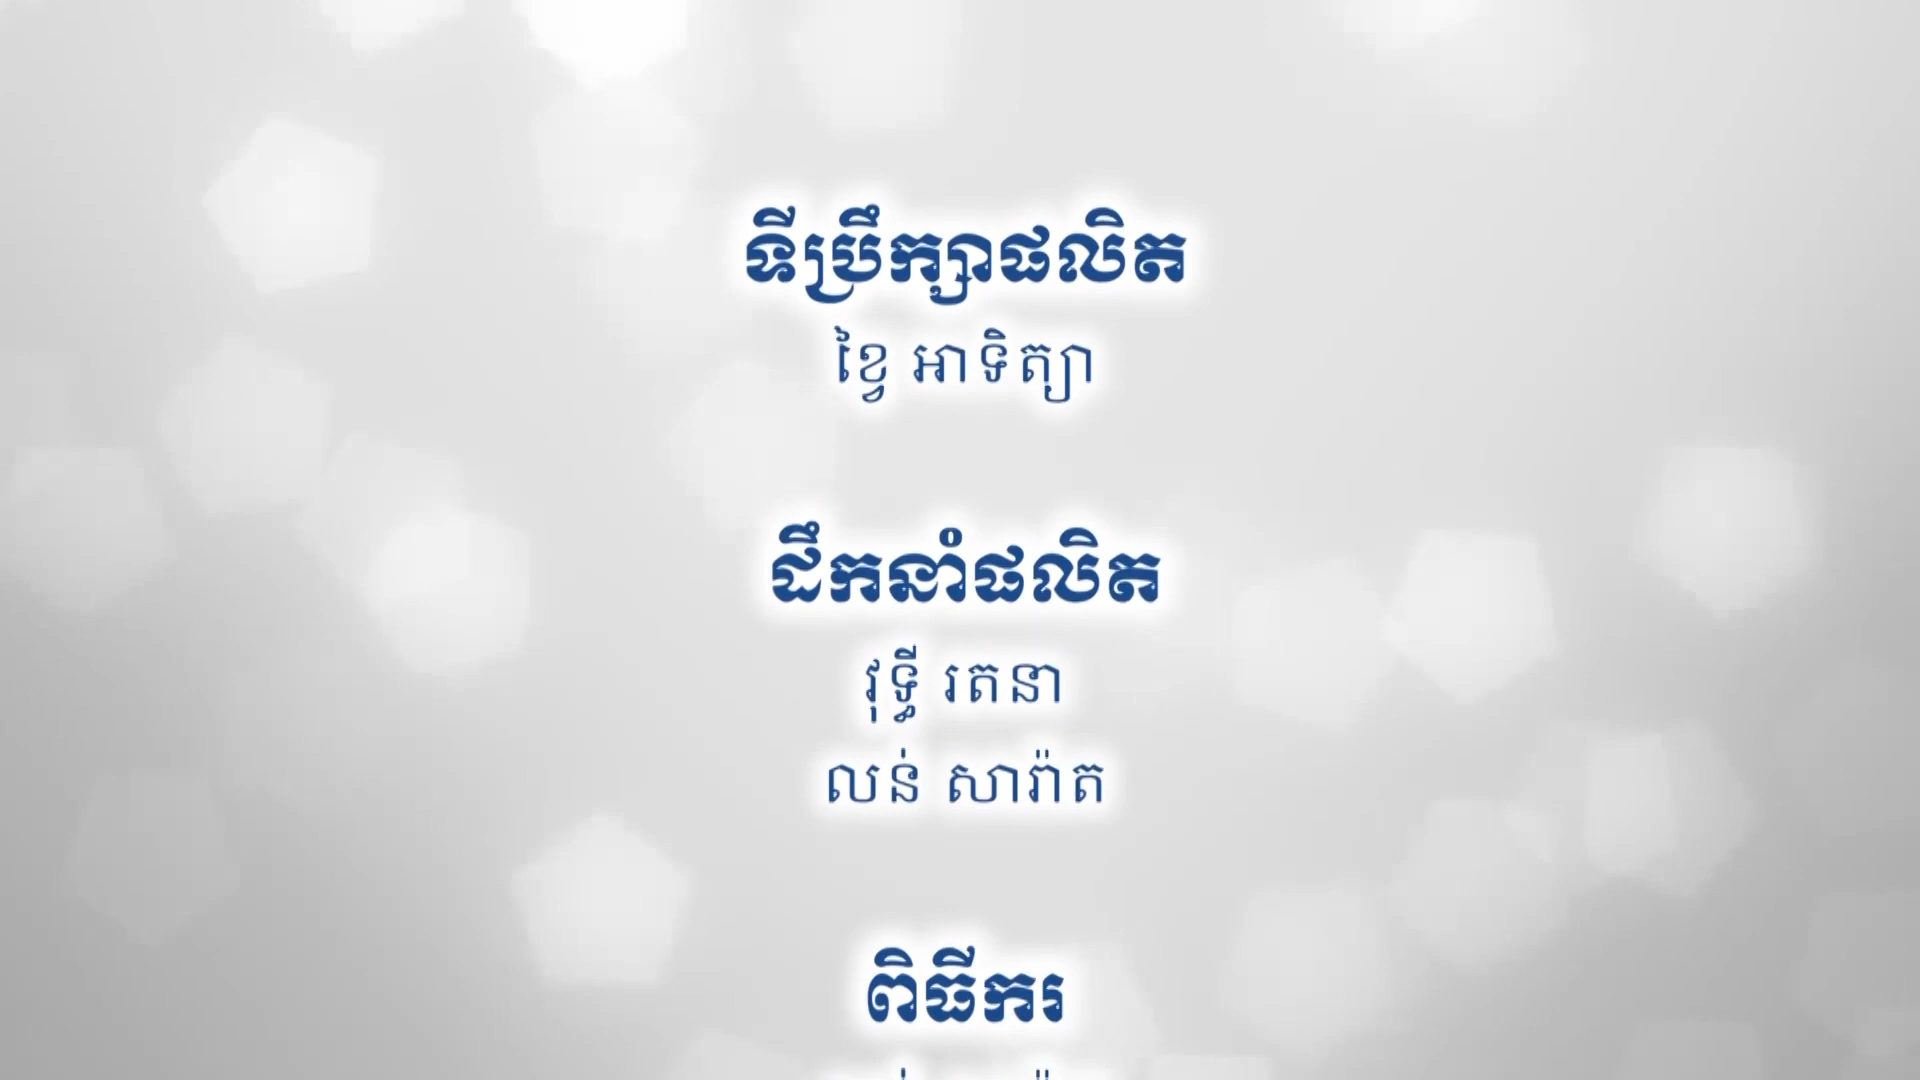 ទីប្រឹក្សាផលិត
ខ្វៃ អាទិត្យា
ដឹកនាំផលិត
វុទ្ធី រតនា
លន់ សារ៉ាត
ពិធីករ